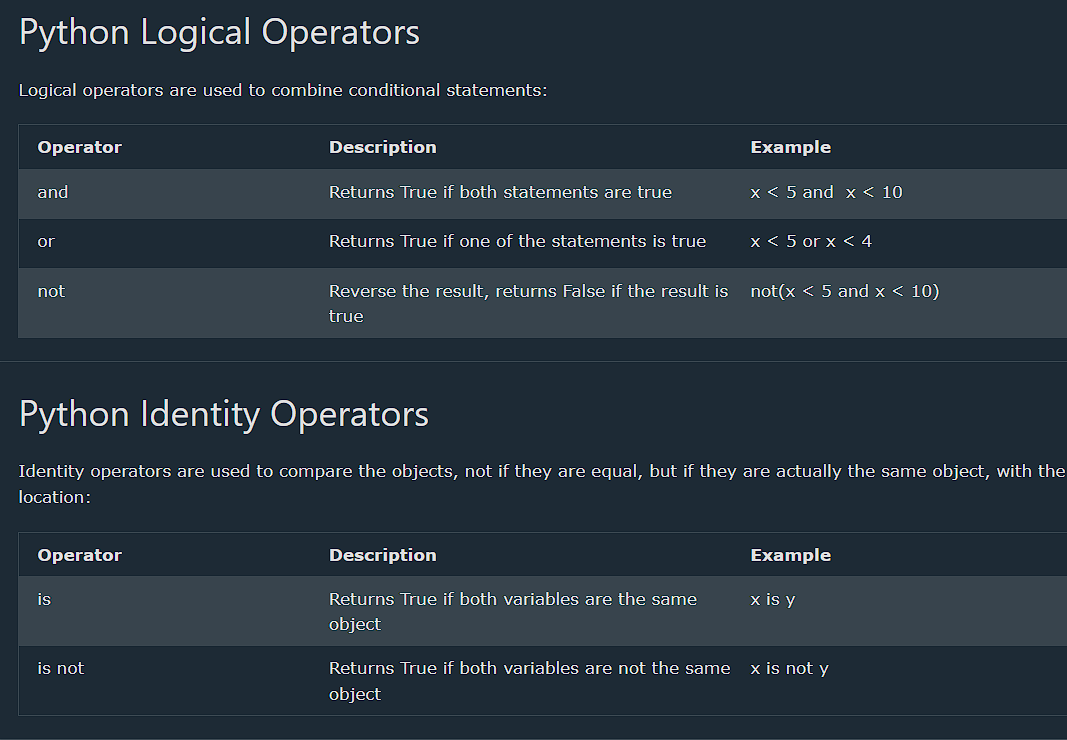 Python Logical Operators
Logical operators are used to combine conditional statements:
Operator Description Example
and Returns True if both statements are true x < 5 and  x < 10
or Returns True if one of the statements is true x < 5 or x < 4
not Reverse the result, returns False if the result is not(x < 5 and x < 10)
true
Python Identity Operators
Identity operators are used to compare the objects, not if they are equal, but if they are actually the same object, with the
location:
Operator Description Example
is Returns True if both variables are the same x is y
object
is not Returns True if both variables are not the same x is not y
object